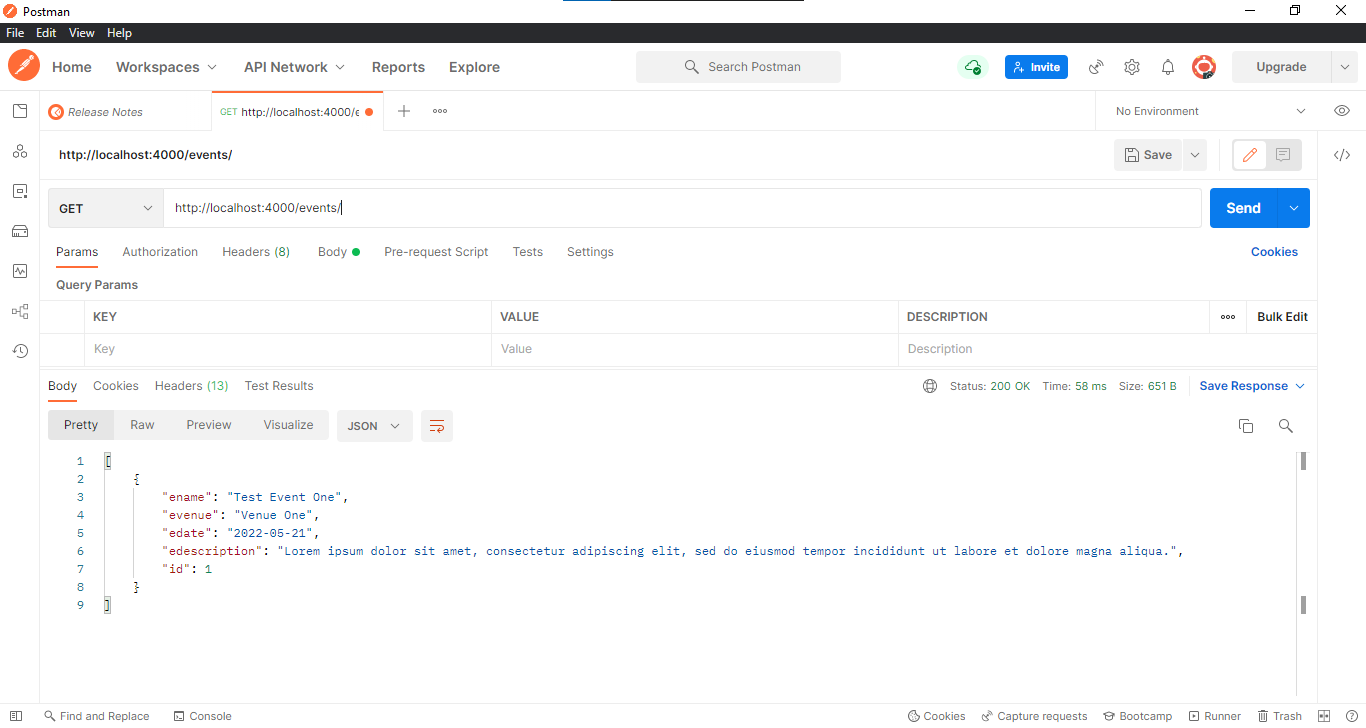 Postman
File Edit View Help
Home Workspaces API Network Reports Explore Search Postman Invite Upgrade
Release Notes GET http://localhost:4000/e No Environment
http://localhost:4000/events/ Save
GET http://localhost:4000/events/ Send
Params Authorization Headers (8) Body Pre-request Script Tests Settings Cookies
Query Params
KEY VALUE DESCRIPTION Bulk Edit
Key Value Description
Body Cookies Headers (13) Test Results Status: 200 OK Time: 58 ms Size: 651 B Save Response
Pretty Raw Preview Visualize JSON
1 [
2 {
3 "ename": "Test Event One",
4 "evenue": "Venue One",
5 "edate": "2022-05-21",
6 "edescription": "Lorem ipsum dolor sit amet, consectetur adipiscing elit, sed do eiusmod tempor incididunt ut labore et dolore magna aliqua.",
7 "id": 1
8 }
9 ]
Find and Replace Console Cookies Capture requests Bootcamp Runner Trash